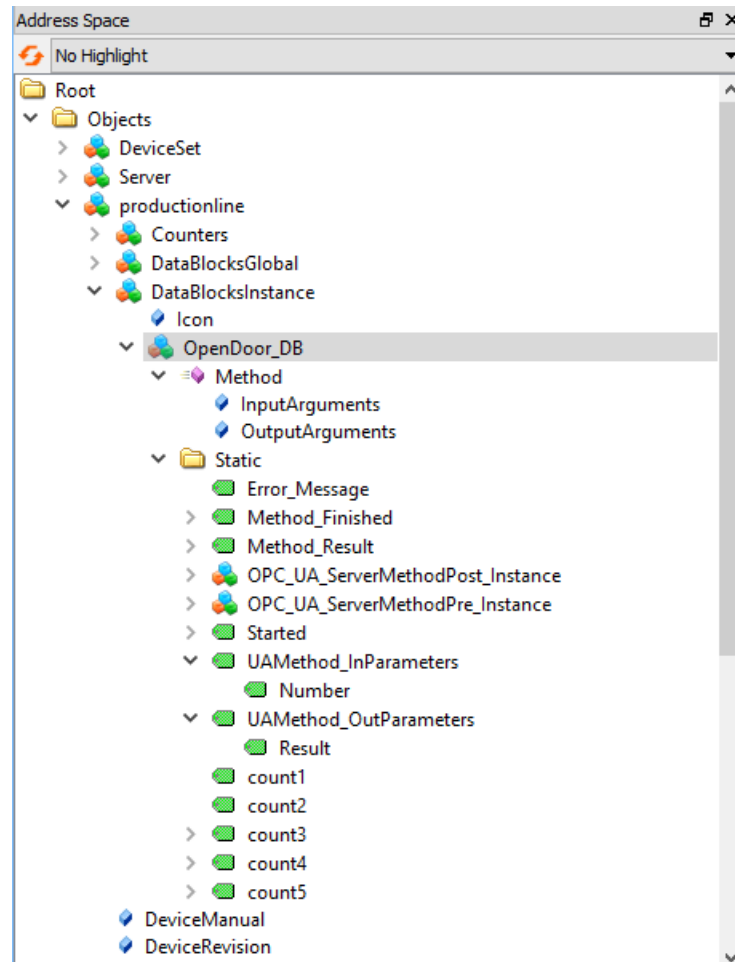 Address Space
No Highlight
Root
Objects
DeviceSet
Server
productionline
Counters
DataBlocksGlobal
DataBlocksInstance
Icon
OpenDoor_DB
Method
InputArguments
OutputArguments
Static
Error_Message
Method_Finished
Method_Result
OPC_UA_ServerMethodPost_Instance
OPC_UA_ServerMethodPre_Instance
Started
UAMethod_InParameters
Number
UAMethod_OutParameters
Result
count1
count2
count3
count4
count5
DeviceManual
DeviceRevision